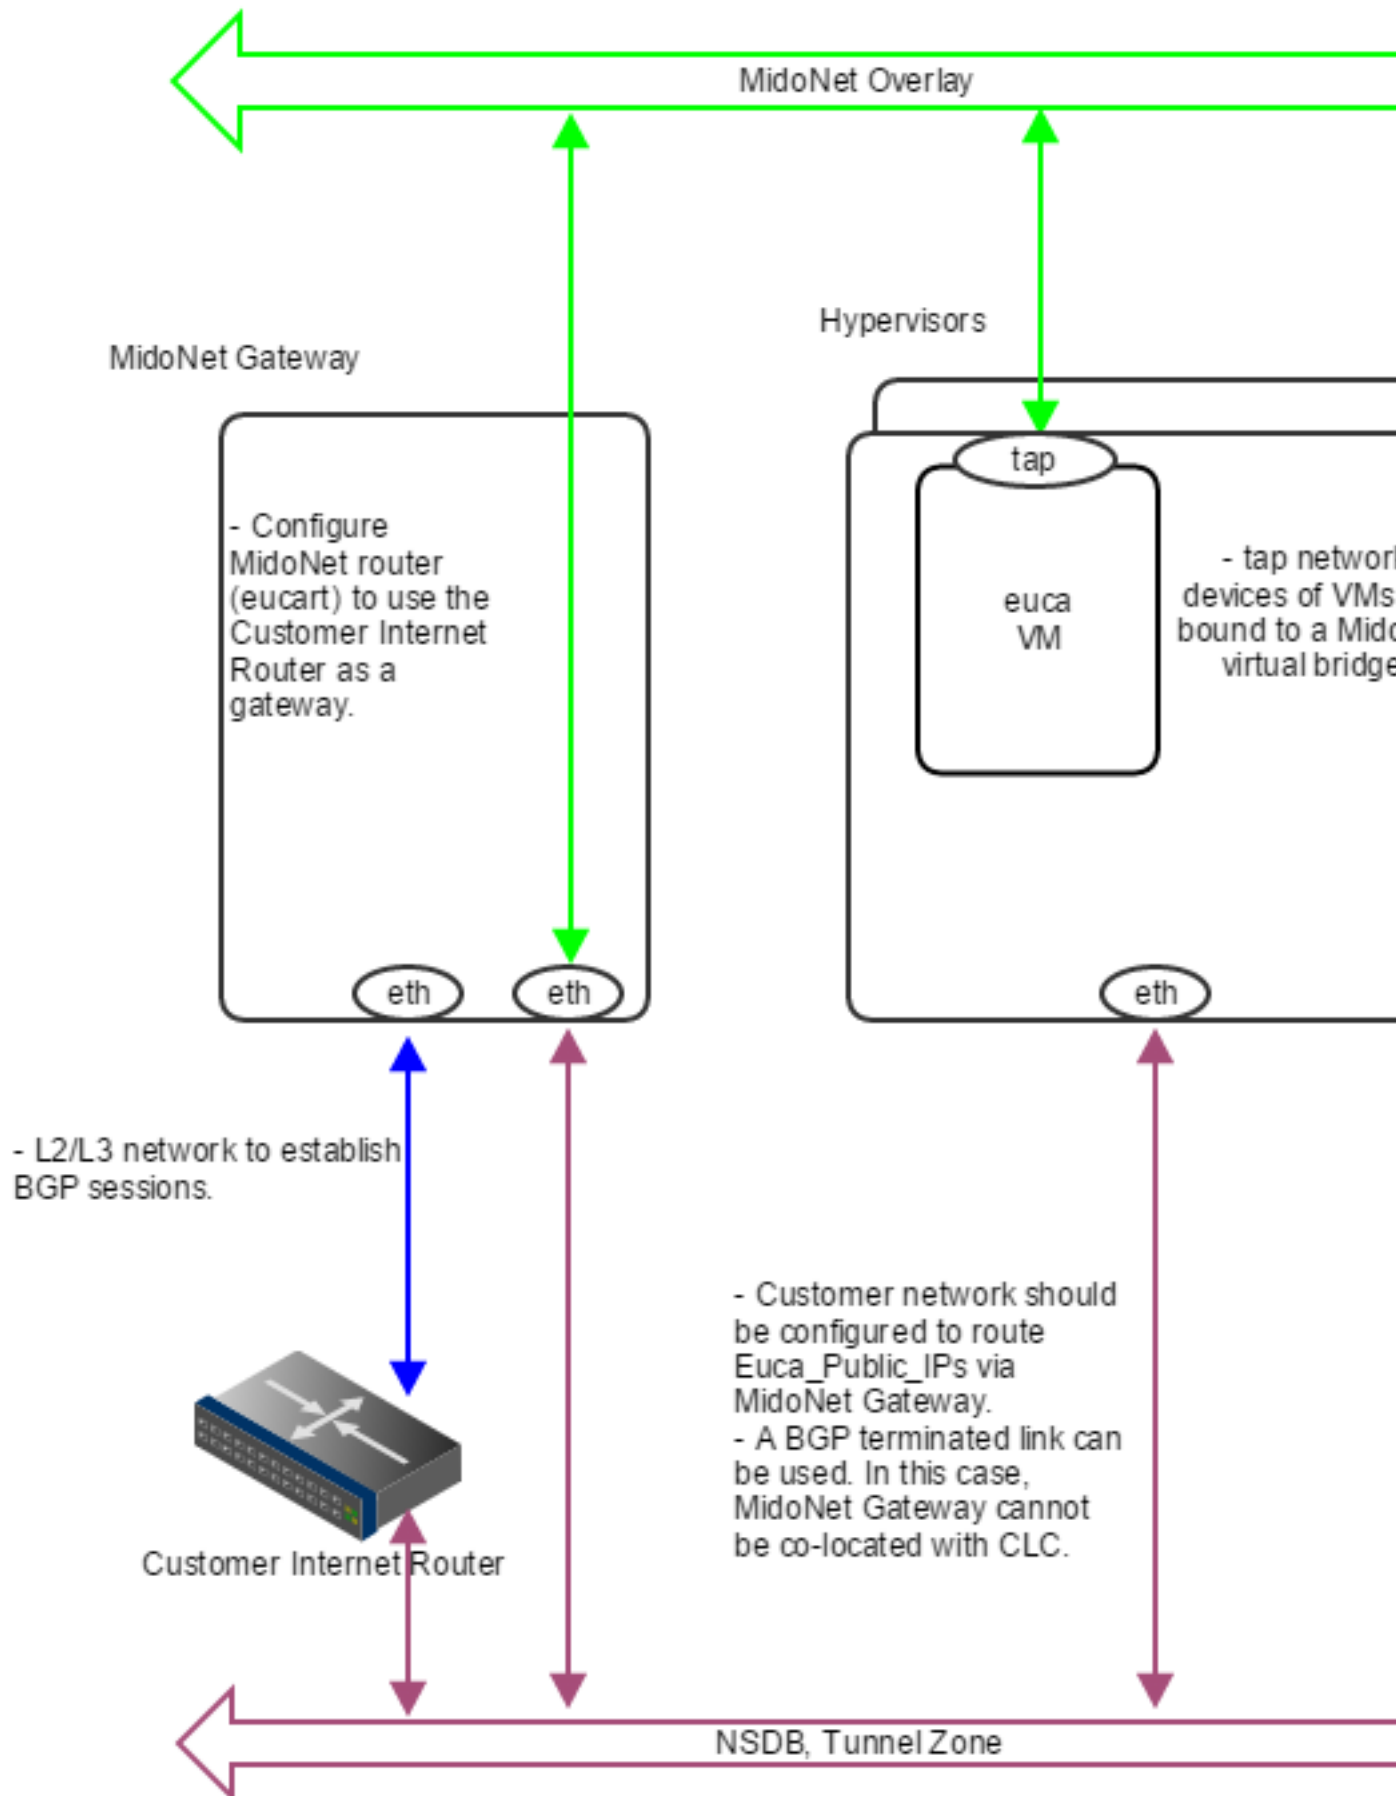 MidoNet Overlay
Hypervisors
MidoNet Gateway
tap
- Configure
MidoNet router
(eucart) to use the
Customer Internet
Router as a
gateway.
euca
VM
- tap network
devices of VMs
bound to a
virtual bridge
eth
eth
eth
- L2/L3 network to establish
BGP sessions.
- Customer network should
be configured to route
Euca_Public_IPs via
MidoNet Gateway.
- A BGP terminated link can
be used. In this case,
MidoNet Gateway cannot
be co-located with CLC.
Customer Internet Router
NSDB, Tunnel Zone